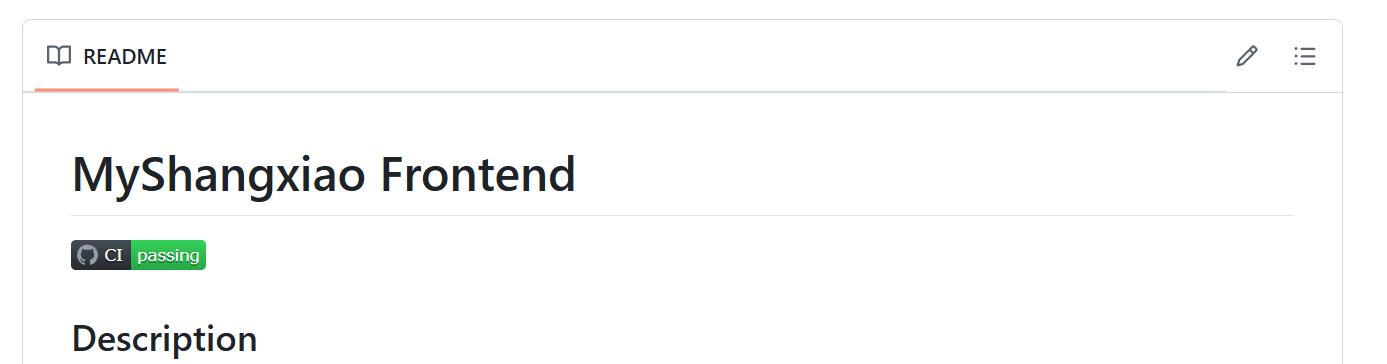 README
MyShangxiao Frontend
CI passing
Description